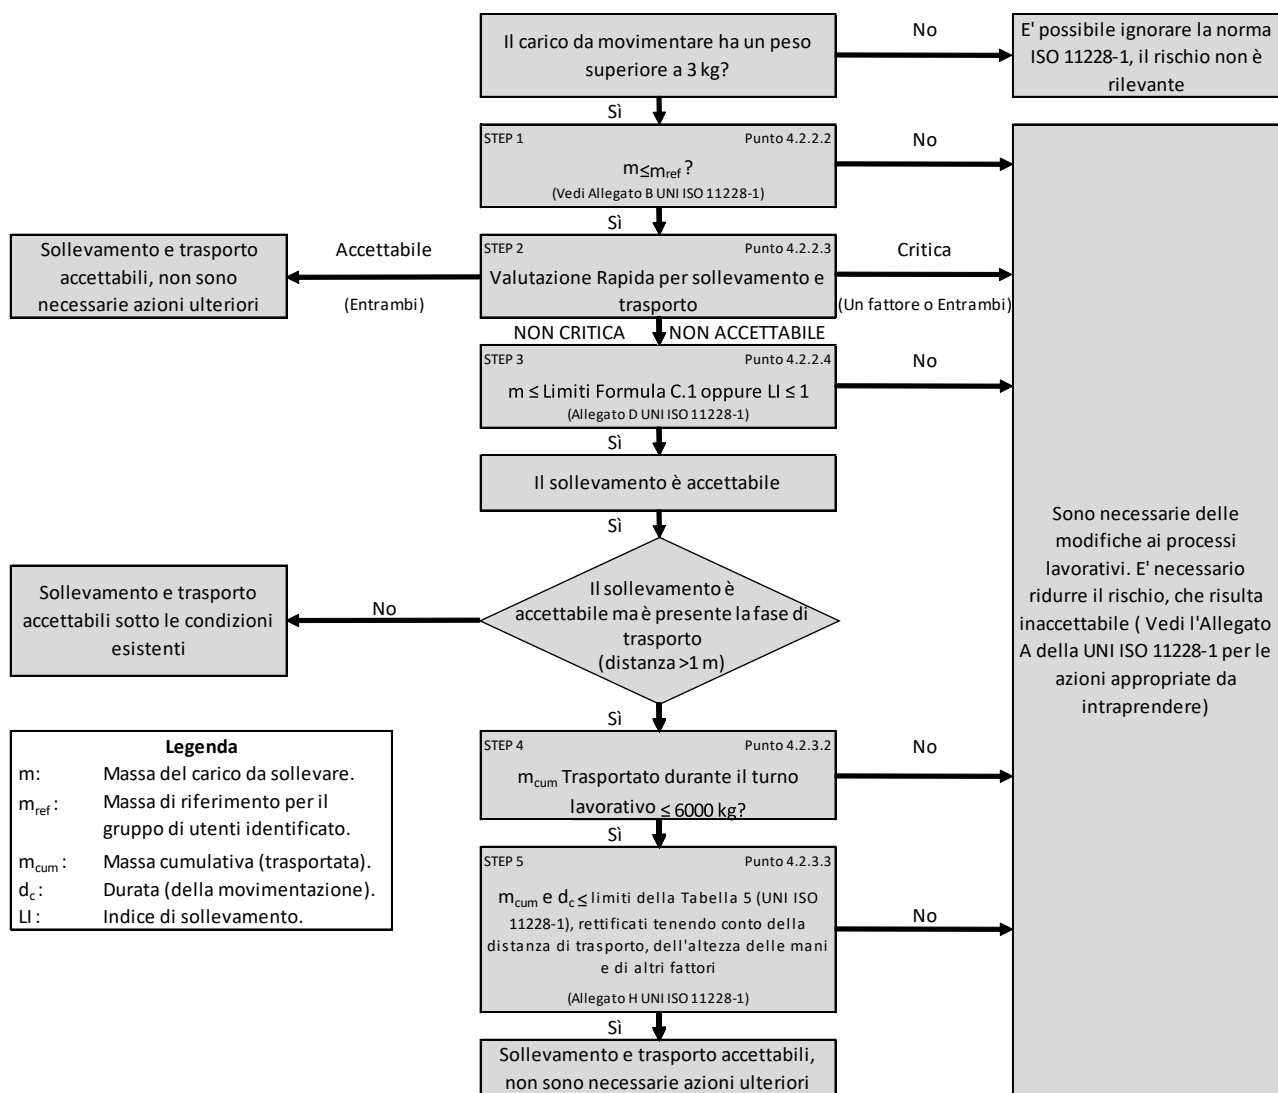 Il carico da movimentare ha un peso
superiore a 3 kg?
No
E' possibile ignorare la norma
ISO 11228-1, il rischio non è
rilevante
Sì
STEP 1 Punto 4.2.2.2
m≤mref ?
(Vedi Allegato B UNI ISO 11228-1)
No
Sì
Sollevamento e trasporto
accettabili, non sono
necessarie azioni ulteriori
Accettabile
(Entrambi)
STEP 2 Punto 4.2.2.3
Valutazione Rapida per sollevamento e
trasporto
Critica
(Un fattore o Entrambi)
NON CRITICA NON ACCETTABILE
STEP 3 Punto 4.2.2.4
m ≤ Limiti Formula C.1 oppure LI ≤ 1
(Allegato D UNI ISO 11228-1)
No
Sì
Il sollevamento è accettabile
Sì
Sono necessarie delle
modifiche ai processi
lavorativi. E' necessario
ridurre il rischio, che risulta
inaccettabile ( Vedi l'Allegato
A della UNI ISO 11228-1 per le
azioni appropriate da
intraprendere)
Sollevamento e trasporto
accettabili sotto le condizioni
esistenti
No
Il sollevamento è
accettabile ma è presente la fase di
trasporto
(distanza >1 m)
Sì
STEP 4 Punto 4.2.3.2
mcum Trasportato durante il turno
lavorativo ≤ 6000 kg?
No
Sì
STEP 5 Punto 4.2.3.3
mcum e dc ≤ limiti della Tabella 5 (UNI ISO
11228-1), rettificati tenendo conto della
distanza di trasporto, dell'altezza delle mani
e di altri fattori
(Allegato H UNI ISO 11228-1)
No
Sì
Sollevamento e trasporto accettabili,
non sono necessarie azioni ulteriori
Legenda
m: Massa del carico da sollevare.
mref : Massa di riferimento per il
gruppo di utenti identificato.
mcum : Massa cumulativa (trasportata).
dc : Durata (della movimentazione).
LI : Indice di sollevamento.